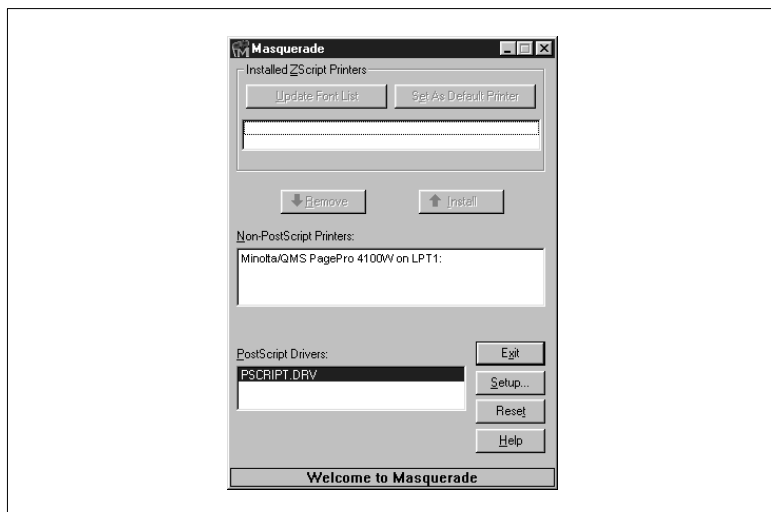 Masquerade
Installed ZScript Printers
Update Font List
Set As Default Printer
Remove
Install
Non-PostScript Printers:
Minolta/QMS PagePro 4100W on LPT1:
PostScript Drivers:
PSCRIPT.DRV
Exit
Setup...
Reset
Help
Welcome to Masquerade